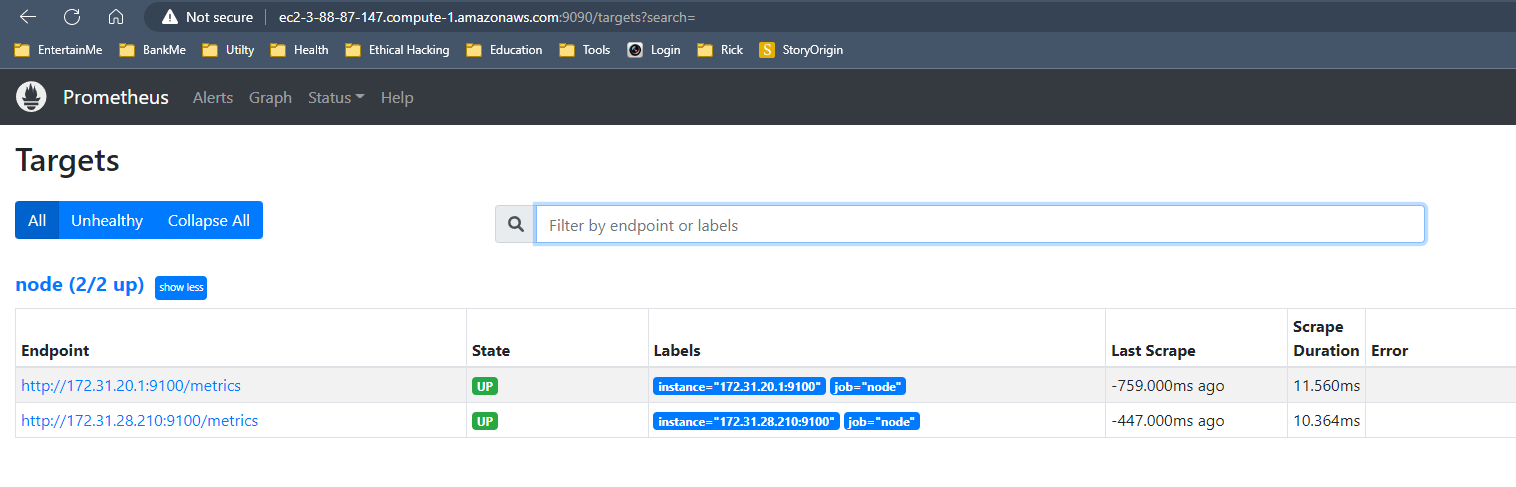 Not secure ec2-3-88-87-147.compute-1.amazonaws.com:9090/targets?search=
EntertainMe BankMe Utilty Health Ethical Hacking Education Tools Login Rick S StoryOrigin
Prometheus Alerts Graph Status Help
Targets
All Unhealthy Collapse All Filter by endpoint or labels
node (2/2 up) show less
Endpoint State Labels Last Scrape Scrape Duration Error
http://172.31.20.1:9100/metrics UP instance="172.31.20.1:9100" job="node" -759.000ms ago 11.560ms
http://172.31.28.210:9100/metrics UP instance="172.31.28.210:9100" job="node" -447.000ms ago 10.364ms